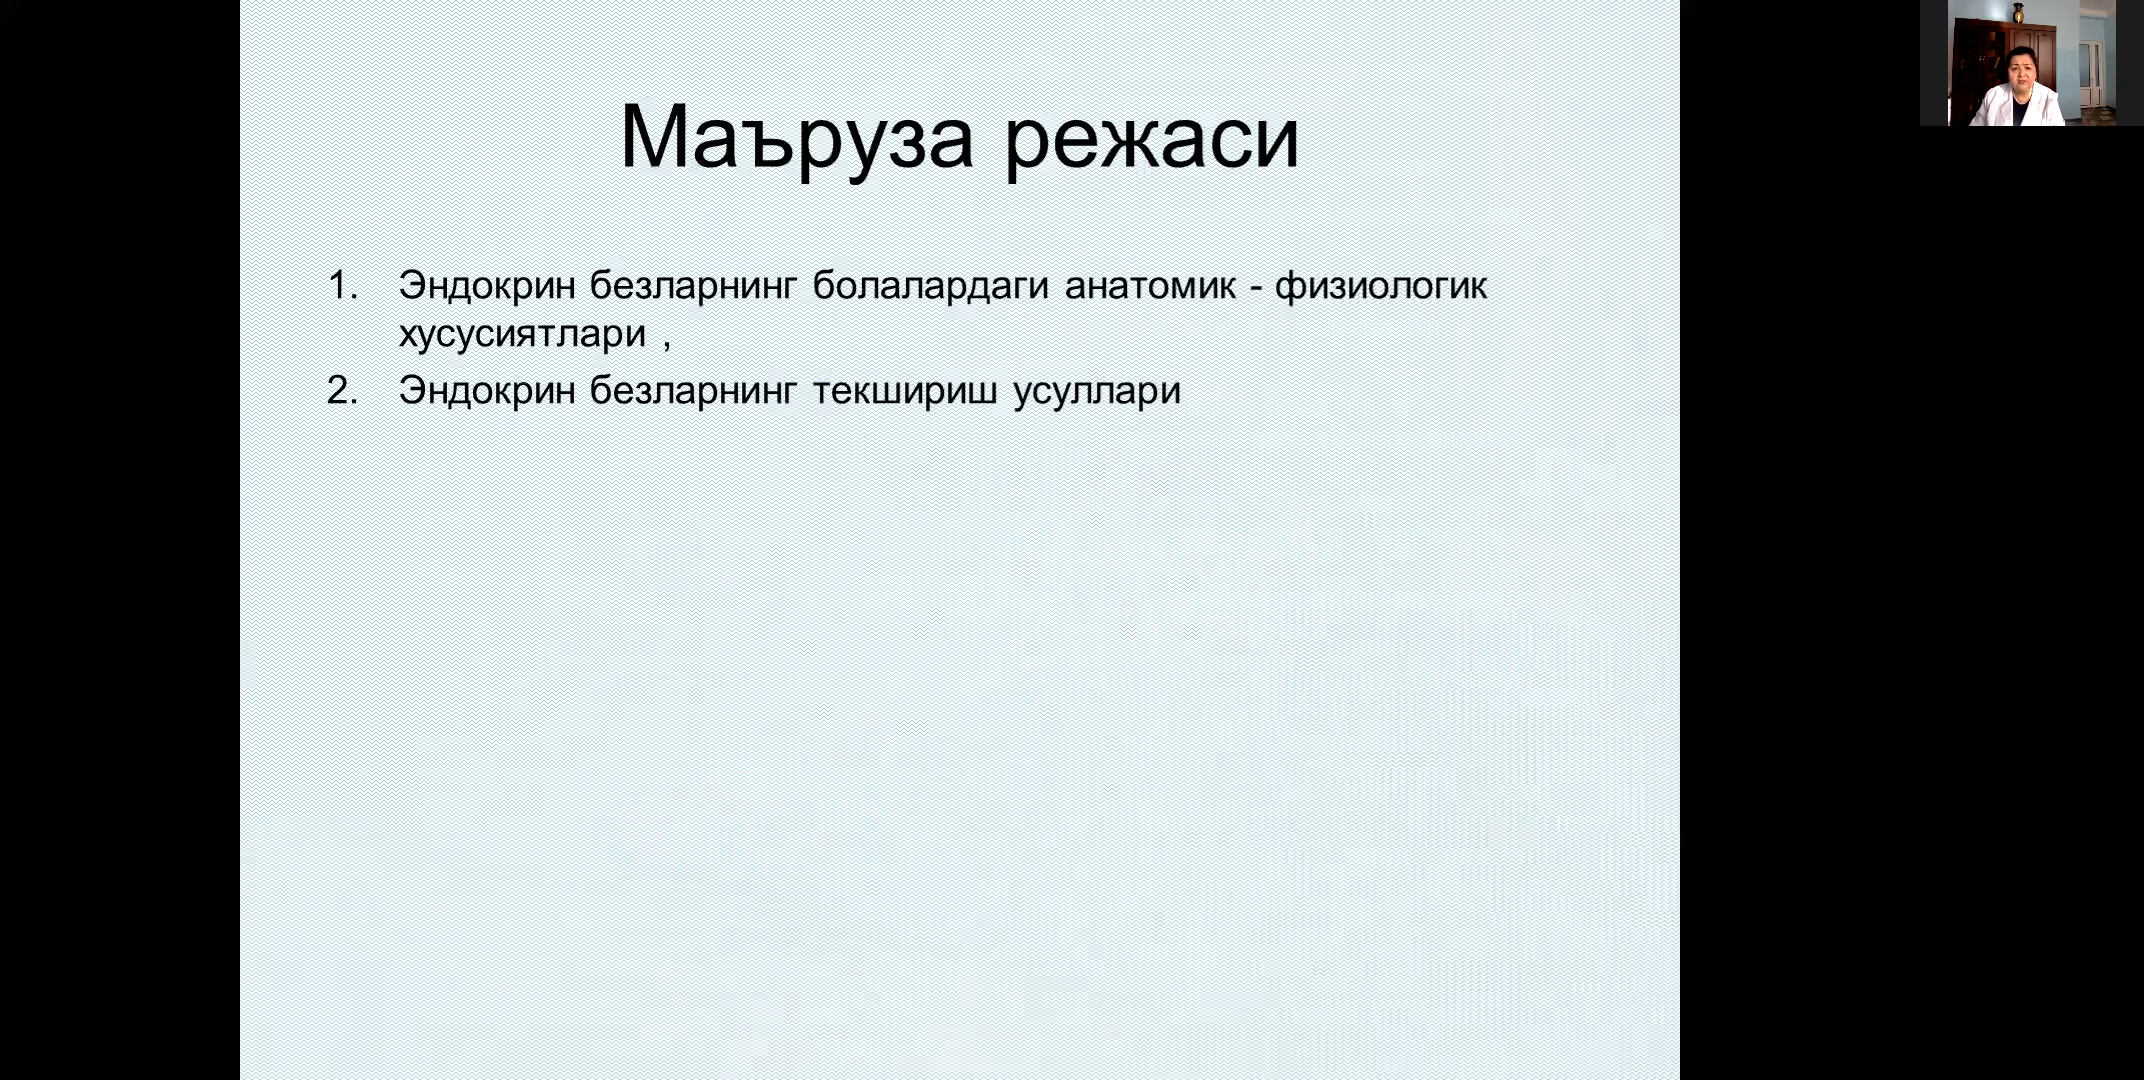 Маъруза режаси
1. Эндокрин безларнинг болалардаги анатомик - физиологик
хусусиятлари ,
2. Эндокрин безларнинг текшириш усуллари